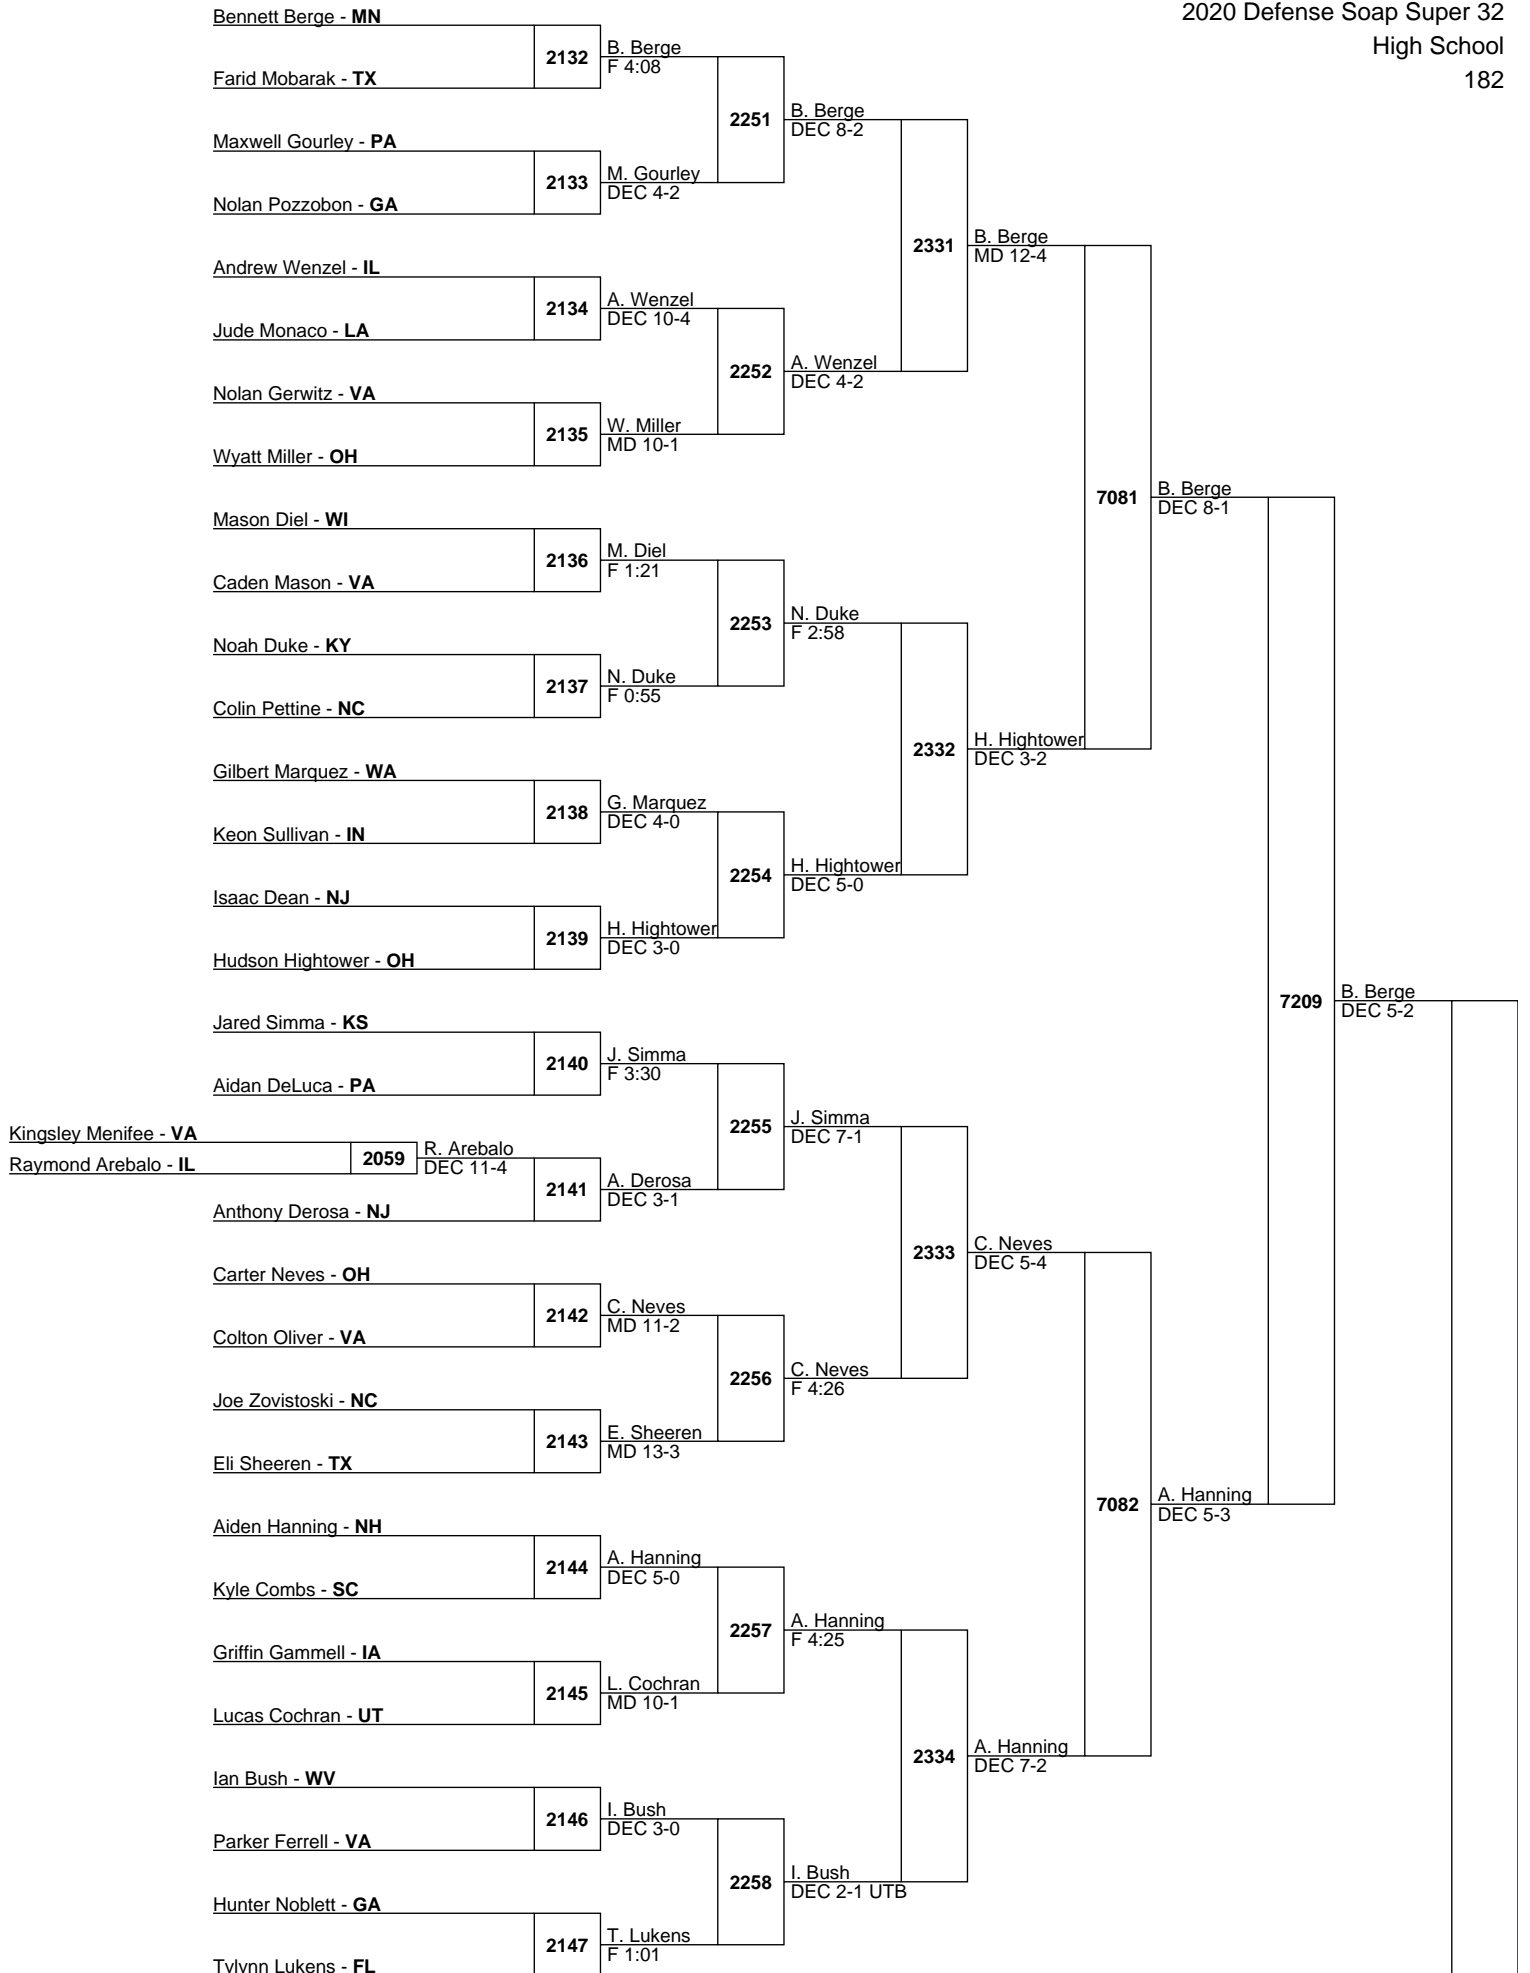 2020 Defense Soap Super 32
High School
182
Bennett Berge - MN
2132
B. Berge
F 4:08
Farid Mobarak - TX
2251
B. Berge
DEC 8-2
Maxwell Gourley - PA
2133
M. Gourley
DEC 4-2
Nolan Pozzobon - GA
2331
B. Berge
MD 12-4
Andrew Wenzel - IL
2134
A. Wenzel
DEC 10-4
Jude Monaco - LA
2252
A. Wenzel
DEC 4-2
Nolan Gerwitz - VA
2135
W. Miller
MD 10-1
Wyatt Miller - OH
7081
B. Berge
DEC 8-1
Mason Diel - WI
2136
M. Diel
F 1:21
Caden Mason - VA
2253
N. Duke
F 2:58
Noah Duke - KY
2137
N. Duke
F 0:55
Colin Pettine - NC
2332
H. Hightower
DEC 3-2
Gilbert Marquez - WA
2138
G. Marquez
DEC 4-0
Keon Sullivan - IN
2254
H. Hightower
DEC 5-0
Isaac Dean - NJ
2139
H. Hightower
DEC 3-0
Hudson Hightower - OH
7209
B. Berge
DEC 5-2
Jared Simma - KS
2140
J. Simma
F 3:30
Aidan DeLuca - PA
2255
J. Simma
DEC 7-1
Kingsley Menifee - VA
2059
R. Arebalo
DEC 11-4
Raymond Arebalo - IL
2141
A. Derosa
DEC 3-1
Anthony Derosa - NJ
2333
C. Neves
DEC 5-4
Carter Neves - OH
2142
C. Neves
MD 11-2
Colton Oliver - VA
2256
C. Neves
F 4:26
Joe Zovistoski - NC
2143
E. Sheeren
MD 13-3
Eli Sheeren - TX
7082
A. Hanning
DEC 5-3
Aiden Hanning - NH
2144
A. Hanning
DEC 5-0
Kyle Combs - SC
2257
A. Hanning
F 4:25
Griffin Gammell - IA
2145
L. Cochran
MD 10-1
Lucas Cochran - UT
2334
A. Hanning
DEC 7-2
Ian Bush - WV
2146
I. Bush
DEC 3-0
Parker Ferrell - VA
2258
I. Bush
DEC 2-1 UTB
Hunter Noblett - GA
2147
T. Lukens
F 1:01
Tylynn Lukens - FL